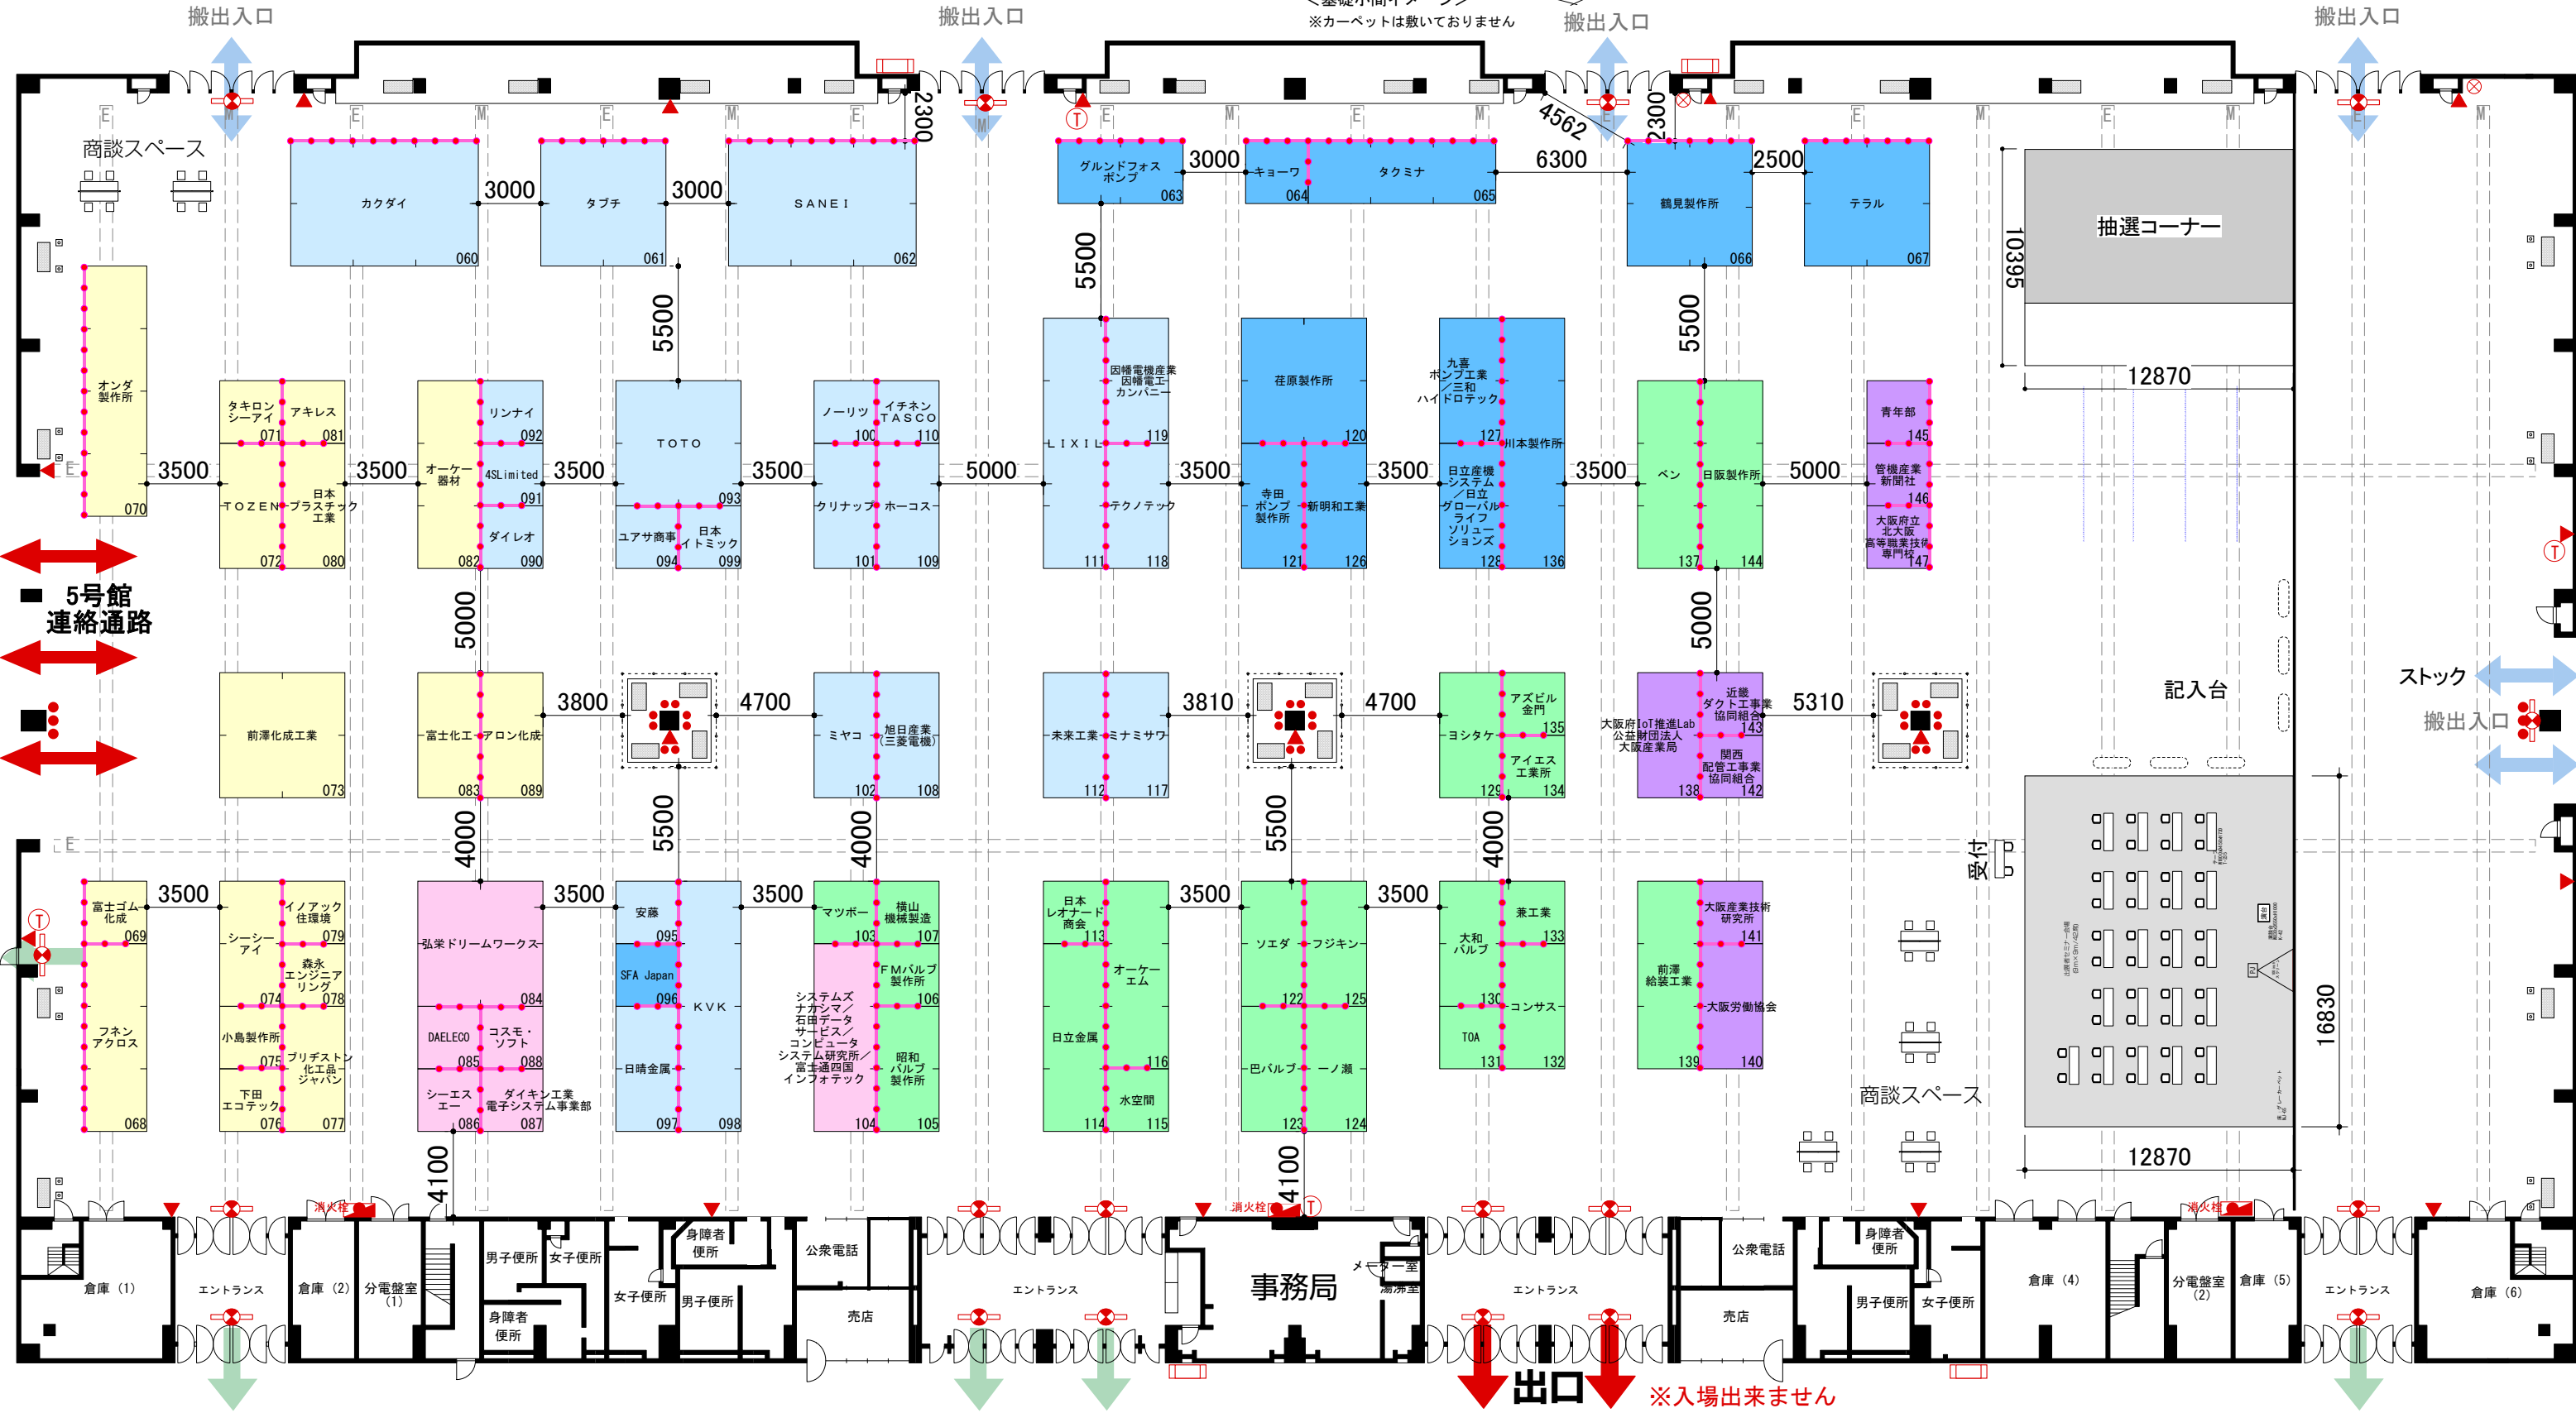 <基礎小間イメージ>
※カーペットは敷いておりません
搬出入口
搬出入口
搬出入口
搬出入口
商談スペース
2300
4562
2300
カクダイ
060
3000
タブチ
061
3000
SANEI
062
グルンドフォス
ポンプ
063
3000
キョーワ
064
タクミナ
065
6300
鶴見製作所
066
2500
テラル
067
抽選コーナー
10395
12870
5500
5500
5500
オンダ
製作所
070
3500
タキロン
シーアイ
071
アキレス
081
TOZEN
072
日本
プラスチック
工業
080
3500
オーケー
器材
082
リンナイ
092
4SLimited
091
ダイレオ
090
3500
TOTO
093
ユアサ商事
094
日本
イトミック
099
3500
ノーリツ
100
イチネン
TASCO
110
クリナップ
101
ホーコス
109
5000
LIXIL
111
因幡電機産業
因幡電工
カンパニー
119
テクノテック
118
3500
荏原製作所
120
寺田
ポンプ
製作所
121
新明和工業
126
3500
九喜
ポンプ工業
/三和
ハイドロテック
127
日立産機
システム
/日立
グローバル
ライフ
ソリュー
ションズ
128
川本製作所
136
3500
ベン
137
日阪製作所
144
5000
青年部
145
管機産業
新聞社
146
大阪府立
北大阪
高等職業技術
専門校
147
5号館
連絡通路
5000
5000
前澤化成工業
073
富士化工
083
アロン化成
089
3800
4700
ミヤコ
102
旭日産業
(三菱電機)
108
未来工業
112
ミナミサワ
117
3810
4700
ヨシタケ
129
アズビル
金門
135
アイエス
工業所
134
大阪府IoT推進Lab
公益財団法人
大阪産業局
138
近畿
ダクト工事業
協同組合
143
関西
配管工事業
協同組合
142
5310
記入台
ストック
搬出入口
4000
5500
4000
5500
4000
受付
富士ゴム
化成
069
フネン
アクロス
068
3500
シーシー
アイ
074
イノアック
住環境
079
森永
エンジニア
リング
078
小島製作所
075
下田
エコテック
076
ブリヂストン
化工品
ジャパン
077
弘栄ドリームワークス
084
DAELECO
085
コスモ・
ソフト
088
シーエス
エー
086
ダイキン工業
電子システム事業部
087
3500
安藤
095
SFA Japan
096
日晴金属
097
KVK
098
3500
マツボー
103
横山
機械製造
107
FMバルブ
製作所
106
システムズ
ナカシマ/
石田データ
サービス/
コンピュータ
システム研究所/
富士通四国
インフォテック
104
昭和
バルブ
製作所
105
日本
レオナード
商会
113
オーケー
エム
116
日立金属
114
水空間
115
3500
ソエダ
122
フジキン
125
巴バルブ
123
一ノ瀬
124
3500
大和
バルブ
130
兼工業
133
TOA
131
コンサス
132
前澤
給装工業
139
大阪産業技術
研究所
141
大阪労働協会
140
商談スペース
出展者セミナー会場
(9m×9m/42席)
演台
PJ
16830
12870
4100
4100
消火栓
消火栓
消火栓
倉庫(1)
エントランス
倉庫(2)
分電盤室
(1)
男子便所
女子便所
身障者
便所
女子便所
身障者
便所
男子便所
公衆電話
売店
エントランス
事務局
メーター室
湯沸室
エントランス
公衆電話
売店
身障者
便所
男子便所
女子便所
倉庫(4)
分電盤室
(2)
倉庫(5)
エントランス
倉庫(6)
出口
※入場出来ません